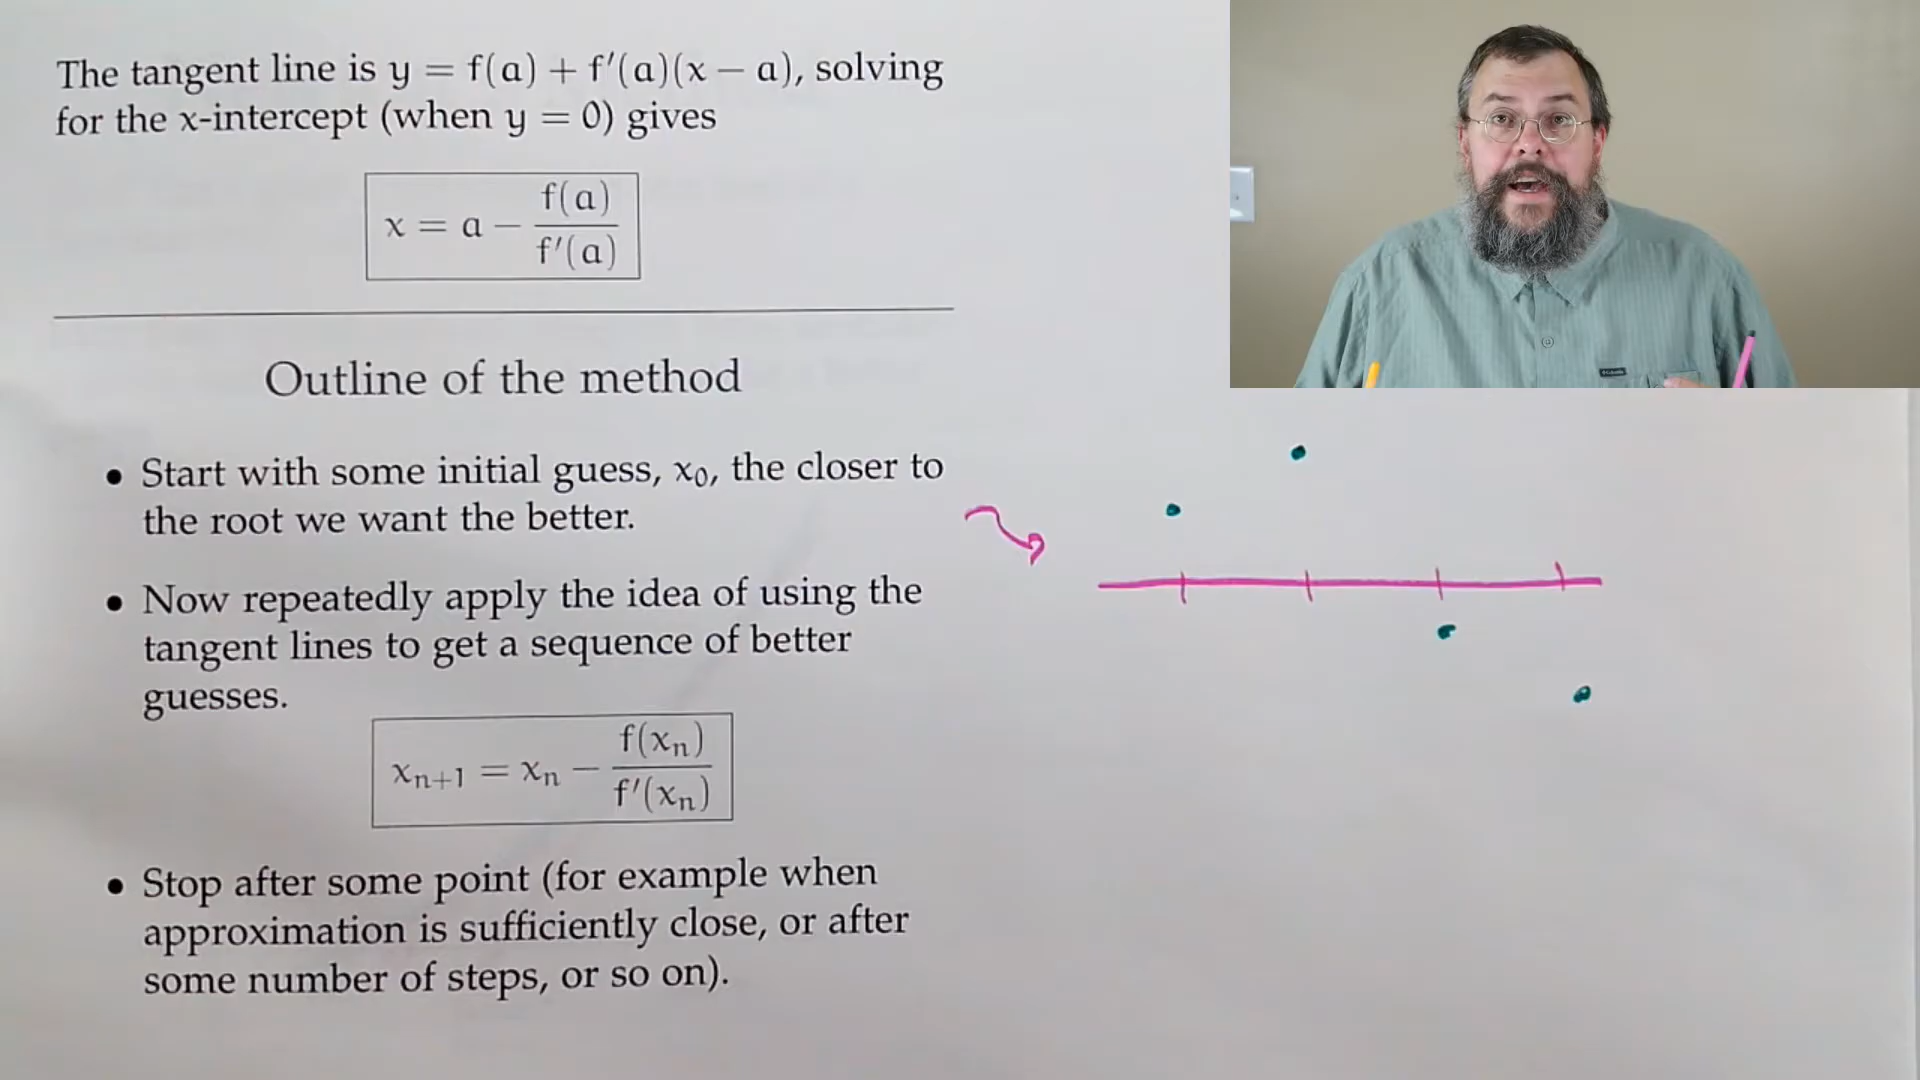 The tangent line is y = f(a) + f′(a)(x − a), solving
for the x-intercept (when y = 0) gives
x = a − f(a)/f′(a)
Outline of the method
• Start with some initial guess, x₀, the closer to
the root we want the better.
• Now repeatedly apply the idea of using the
tangent lines to get a sequence of better
guesses.
xₙ₊₁ = xₙ − f(xₙ)/f′(xₙ)
• Stop after some point (for example when
approximation is sufficiently close, or after
some number of steps, or so on).